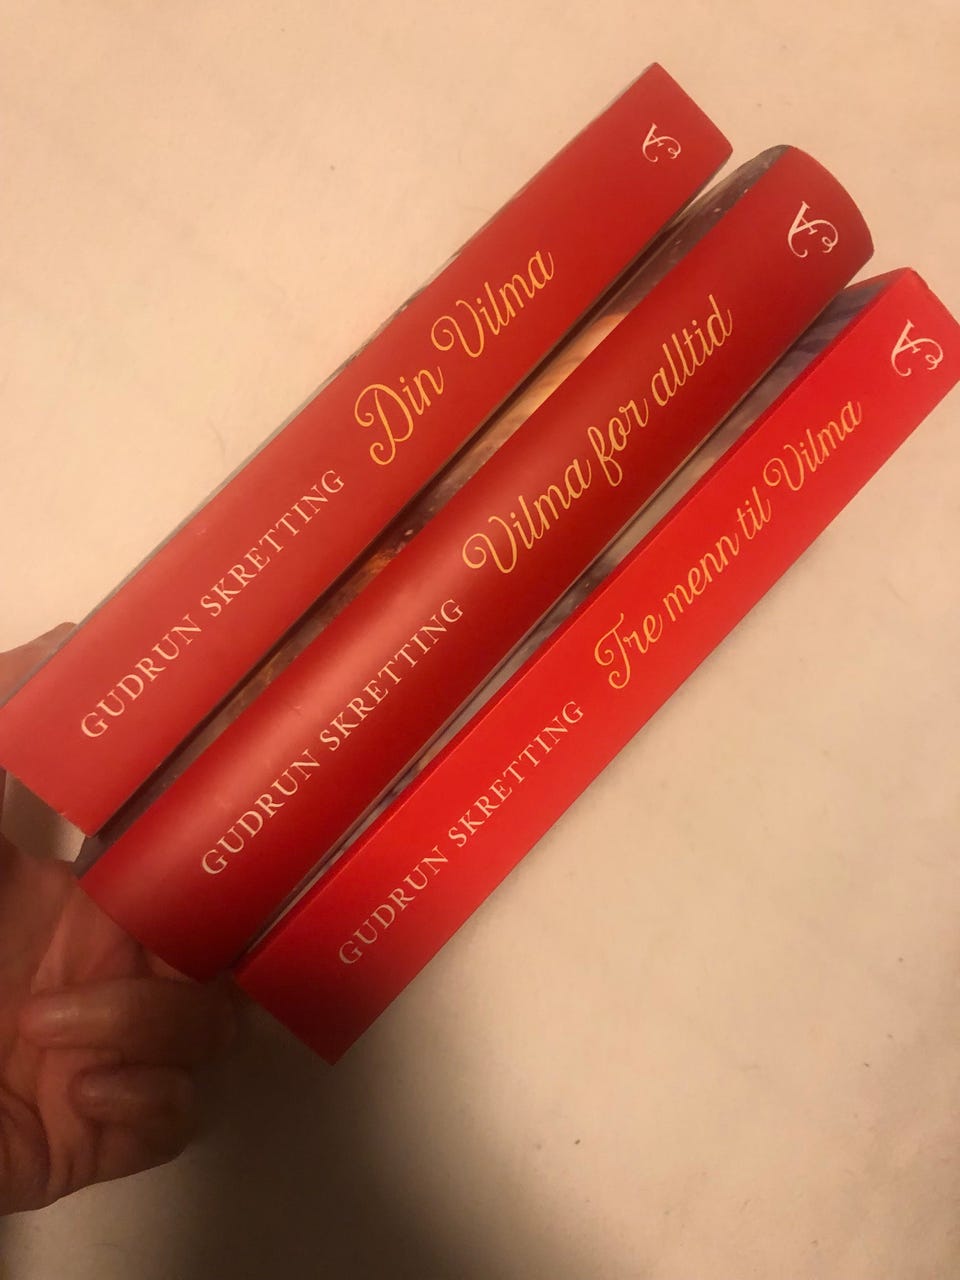 GUDRUN SKRETTING Din Vilma A
GUDRUN SKRETTING Vilma for alltid A
GUDRUN SKRETTING Tre menn til Vilma A